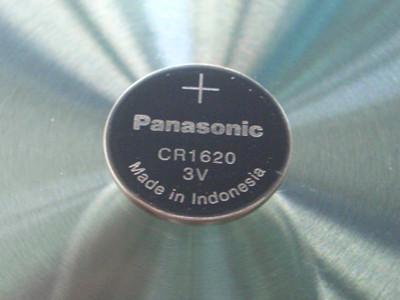 +
Panasonic
CR1620
3V
Made in Indonesia